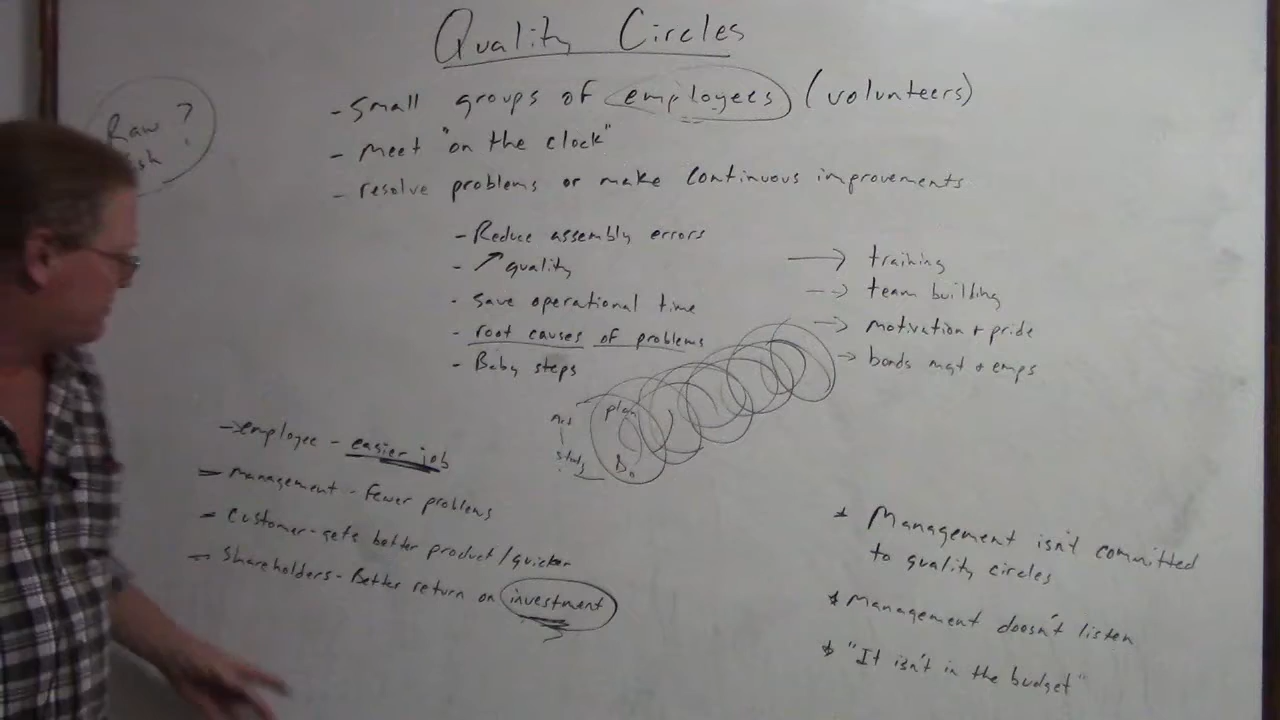 Quality Circles
Raw ?
- Small groups of employees (volunteers)
- Meet "on the clock"
- resolve problems or make continuous improvements
- Reduce assembly errors
- ↗ quality
- Save operational time
- root causes of problems
- Baby steps
→ training
--> team building
→ motivation + pride
→ bonds mgt + emps
Act
plan
Study
Do
→ employee - easier job
- Management - Fewer problems
- Customer - gets better product/quicker
- Shareholders - Better return on investment
* Management isn't committed
to quality circles
* Management doesn't listen
* "It isn't in the budget"